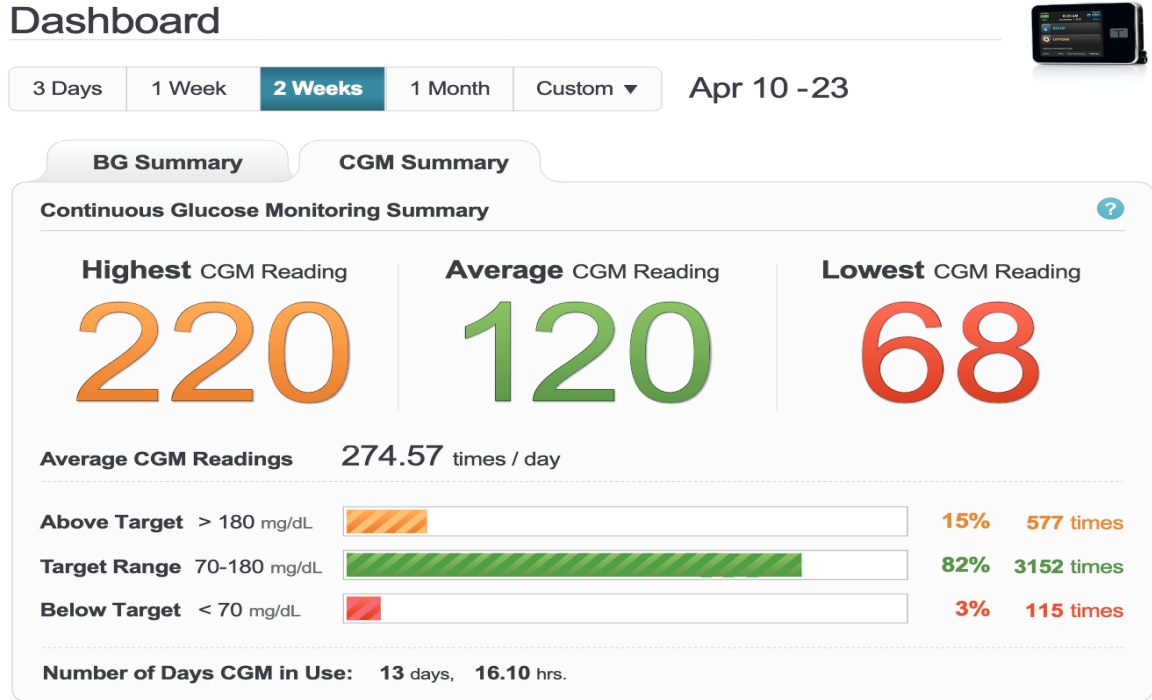 Dashboard
3 Days 1 Week 2 Weeks 1 Month Custom ▼ Apr 10 -23
BG Summary CGM Summary
Continuous Glucose Monitoring Summary ?
Highest CGM Reading Average CGM Reading Lowest CGM Reading
220 120 68
Average CGM Readings 274.57 times / day
Above Target > 180 mg/dL 15% 577 times
Target Range 70-180 mg/dL 82% 3152 times
Below Target < 70 mg/dL 3% 115 times
Number of Days CGM in Use: 13 days, 16.10 hrs.